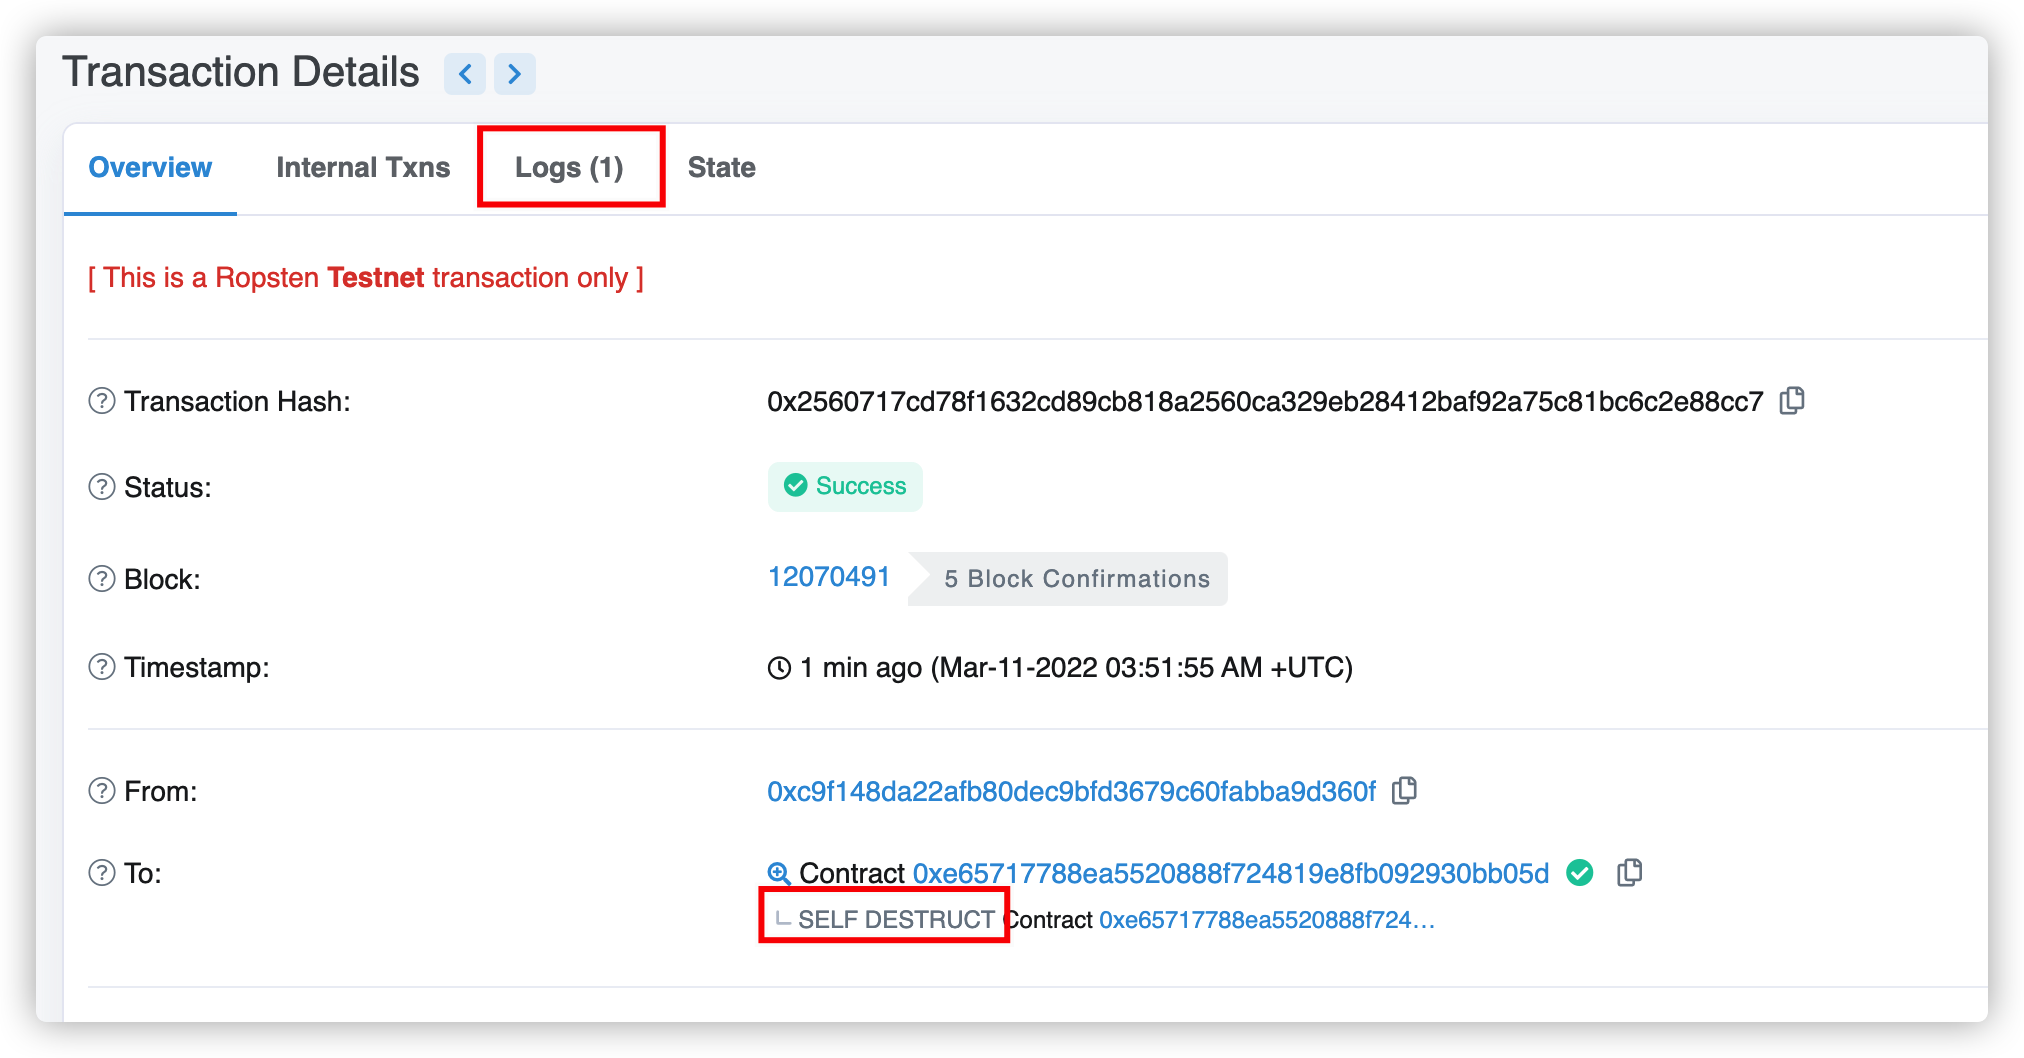 Transaction Details
Overview Internal Txns Logs (1) State
[ This is a Ropsten Testnet transaction only ]
Transaction Hash: 0x2560717cd78f1632cd89cb818a2560ca329eb28412baf92a75c81bc6c2e88cc7
Status: Success
Block: 12070491 5 Block Confirmations
Timestamp: 1 min ago (Mar-11-2022 03:51:55 AM +UTC)
From: 0xc9f148da22afb80dec9bfd3679c60fabba9d360f
To: Contract 0xe65717788ea5520888f724819e8fb092930bb05d
SELF DESTRUCT Contract 0xe65717788ea5520888f724...